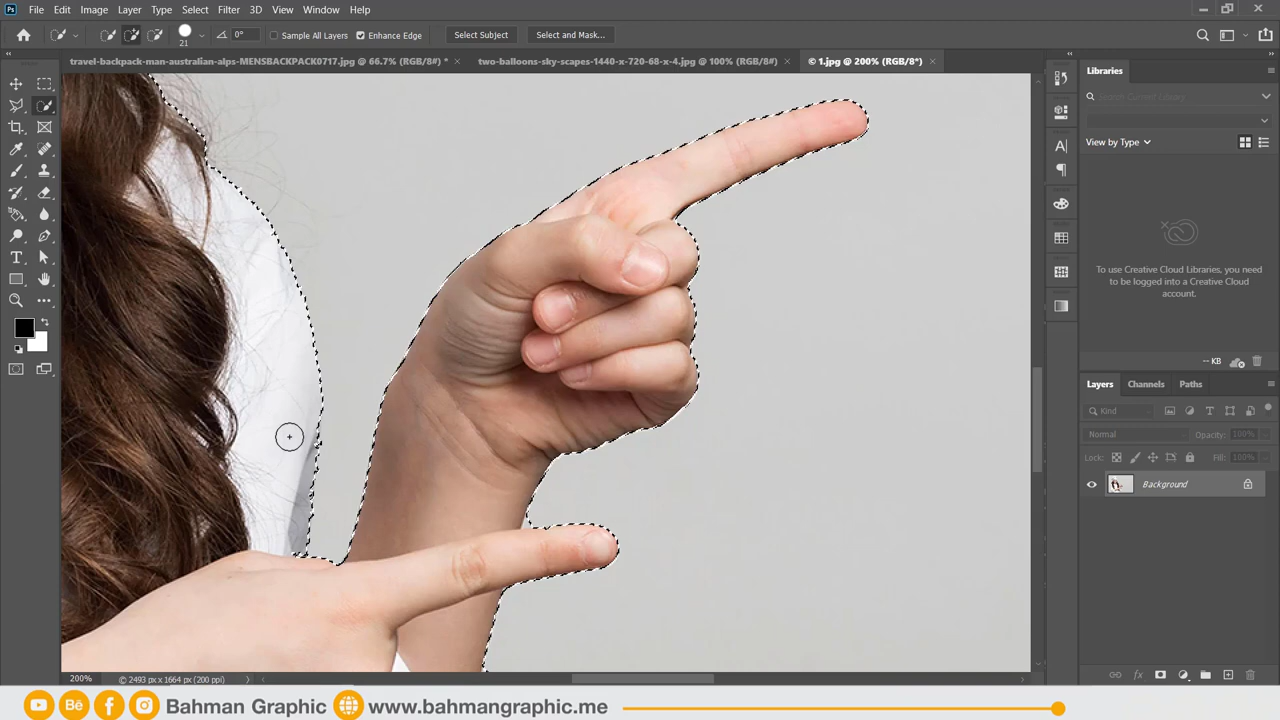 Ps File Edit Image Layer Type Select Filter 3D View Window Help
21 0° Sample All Layers Enhance Edge Select Subject Select and Mask...
travel-backpack-man-australian-alps-MENSBACKPACK0717.jpg @ 66.7% (RGB/8#) * × two-balloons-sky-scapes-1440-x-720-68-x-4.jpg @ 100% (RGB/8#) × © 1.jpg @ 200% (RGB/8*) ×
Libraries
Search Current Library
View by Type
To use Creative Cloud Libraries, you need
to be logged into a Creative Cloud
account.
-- KB
Layers Channels Paths
Kind
Normal Opacity: 100%
Lock: Fill: 100%
Background
200% © 2493 px x 1664 px (200 ppi)
Bē Bahman Graphic www.bahmangraphic.me